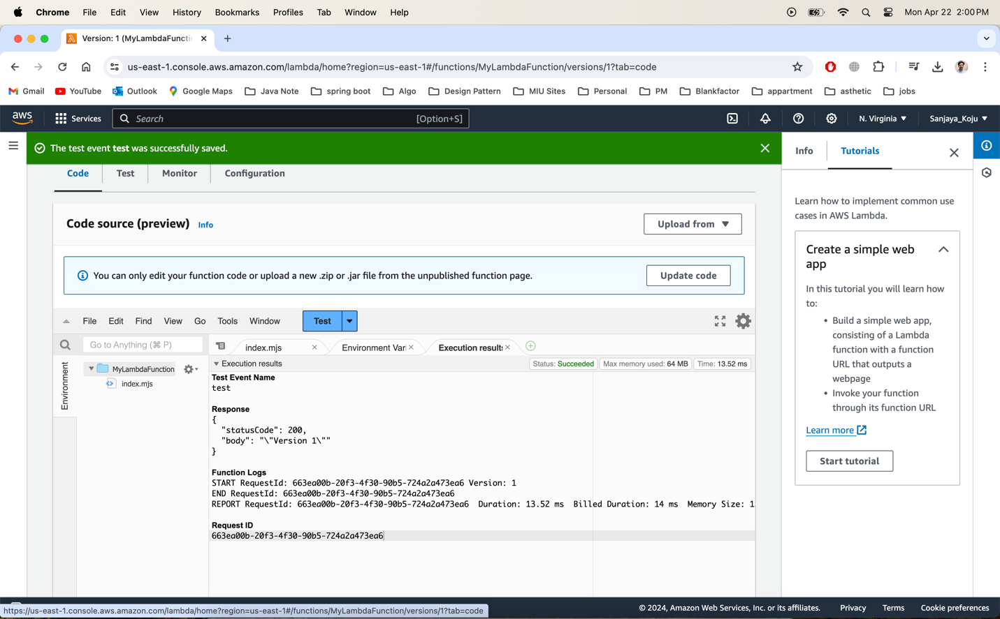 Chrome File Edit View History Bookmarks Profiles Tab Window Help Mon Apr 22 2:00 PM
Version: 1 (MyLambdaFuncti
us-east-1.console.aws.amazon.com/lambda/home?region=us-east-1#/functions/MyLambdaFunction/versions/1?tab=code
Gmail YouTube Outlook Google Maps Java Note spring boot Algo Design Pattern MIU Sites Personal PM Blankfactor appartment asthetic jobs
aws Services Search [Option+S] N. Virginia Sanjaya_Koju
The test event test was successfully saved.
Code Test Monitor Configuration
Code source (preview) Info Upload from
You can only edit your function code or upload a new .zip or .jar file from the unpublished function page. Update code
File Edit Find View Go Tools Window Test
Go to Anything (⌘ P) index.mjs Environment Vari Execution results
Environment
MyLambdaFunction
index.mjs
Execution results Status: Succeeded Max memory used: 64 MB Time: 13.52 ms
Test Event Name
test
Response
{
"statusCode": 200,
"body": "\"Version 1\""
}
Function Logs
START RequestId: 663ea00b-20f3-4f30-90b5-724a2a473ea6 Version: 1
END RequestId: 663ea00b-20f3-4f30-90b5-724a2a473ea6
REPORT RequestId: 663ea00b-20f3-4f30-90b5-724a2a473ea6 Duration: 13.52 ms Billed Duration: 14 ms Memory Size: 1
Request ID
663ea00b-20f3-4f30-90b5-724a2a473ea6
Info Tutorials
Learn how to implement common use
cases in AWS Lambda.
Create a simple web
app
In this tutorial you will learn how
to:
• Build a simple web app,
consisting of a Lambda
function with a function
URL that outputs a
webpage
• Invoke your function
through its function URL
Learn more
Start tutorial
https://us-east-1.console.aws.amazon.com/lambda/home?region=us-east-1#/functions/MyLambdaFunction/versions/1?tab=code
© 2024, Amazon Web Services, Inc. or its affiliates. Privacy Terms Cookie preferences